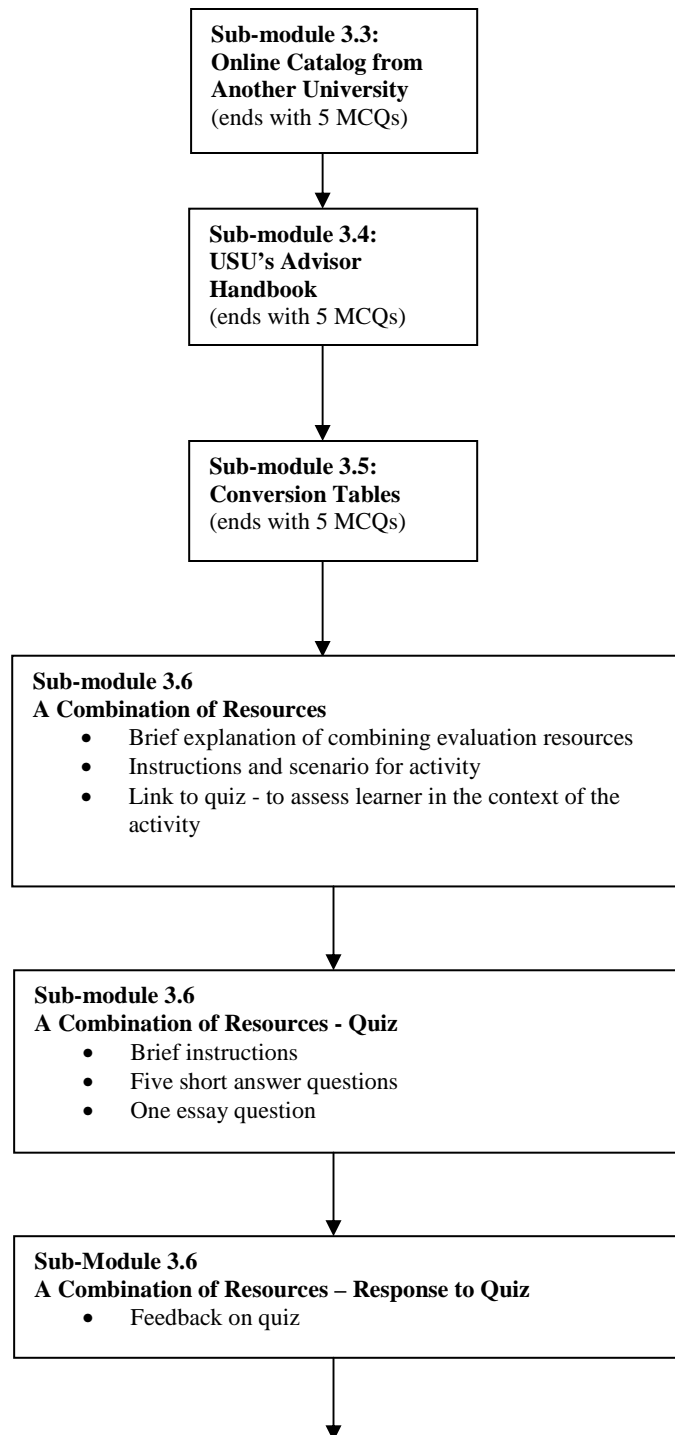 Sub-module 3.3:
Online Catalog from
Another University
(ends with 5 MCQs)
Sub-module 3.4:
USU’s Advisor
Handbook
(ends with 5 MCQs)
Sub-module 3.5:
Conversion Tables
(ends with 5 MCQs)
Sub-module 3.6
A Combination of Resources
• Brief explanation of combining evaluation resources
• Instructions and scenario for activity
• Link to quiz - to assess learner in the context of the
activity
Sub-module 3.6
A Combination of Resources - Quiz
• Brief instructions
• Five short answer questions
• One essay question
Sub-Module 3.6
A Combination of Resources – Response to Quiz
• Feedback on quiz